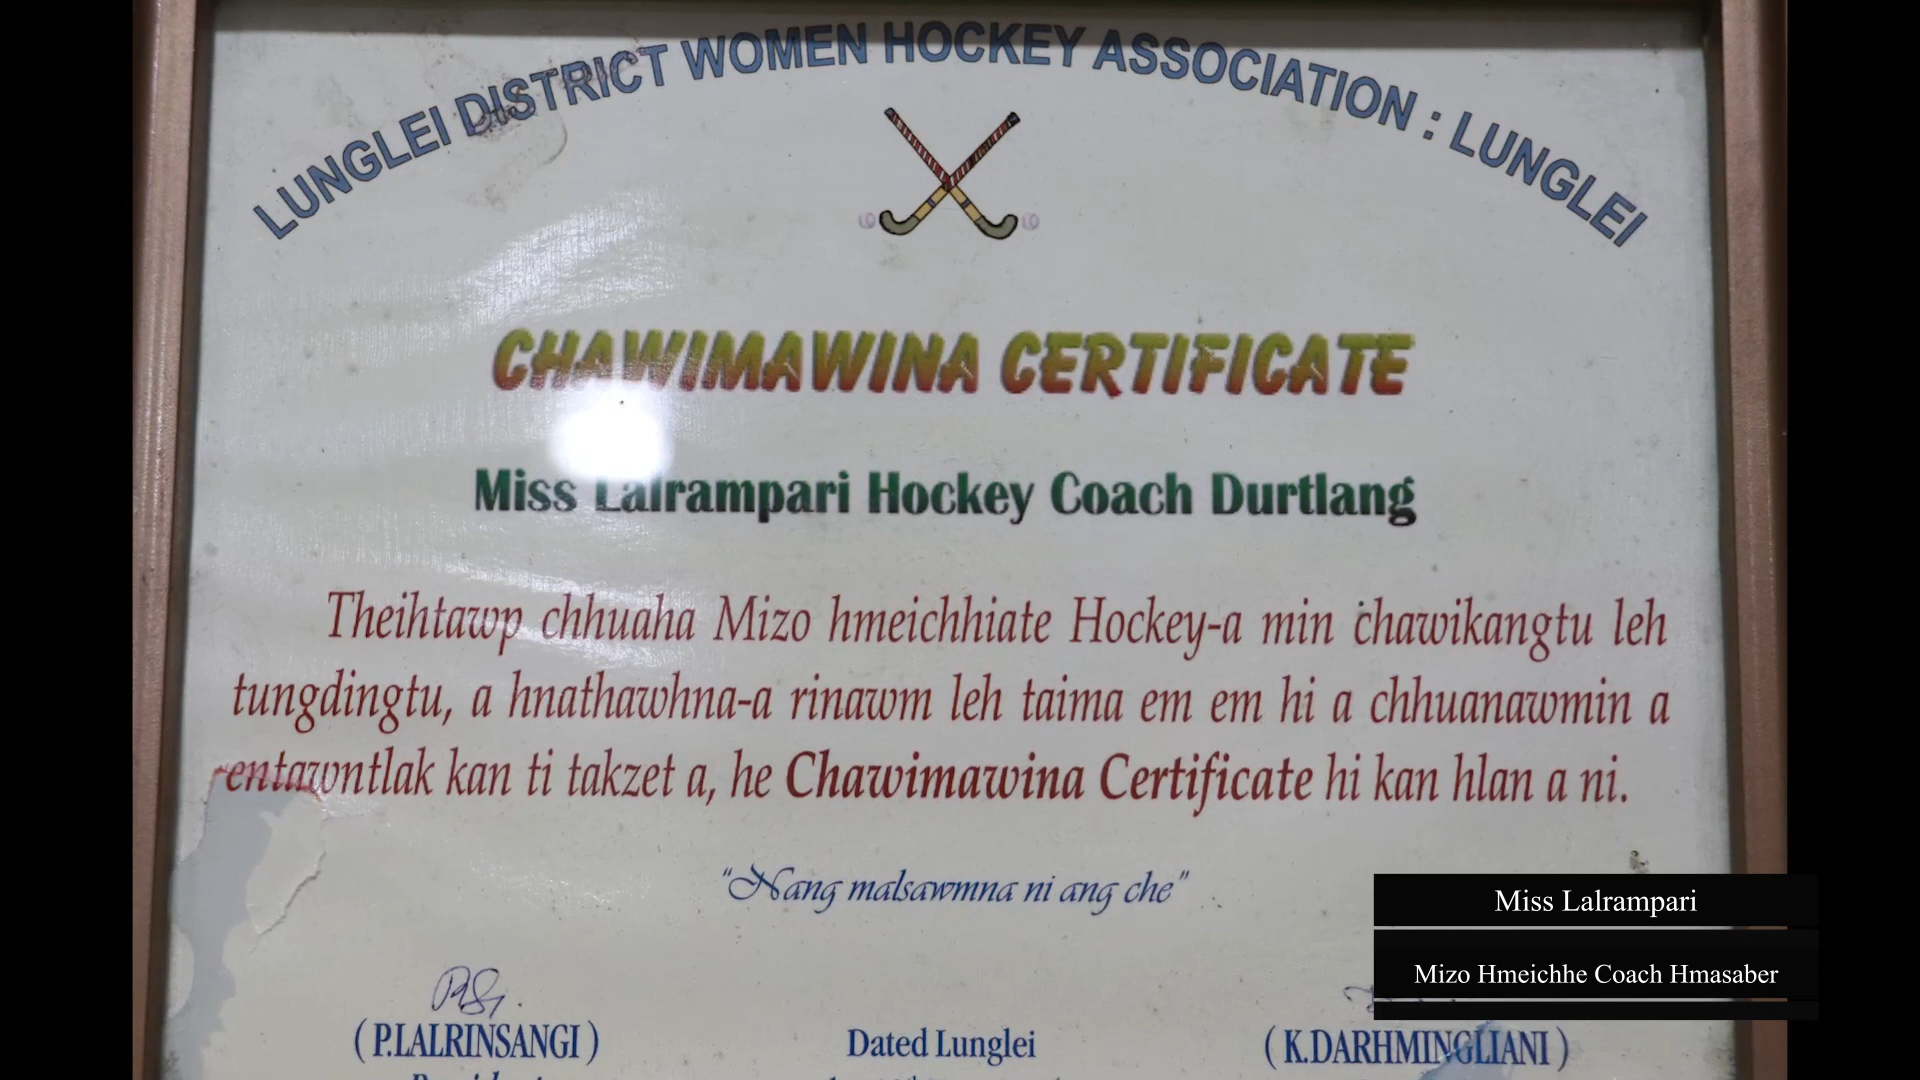 LUNGLEI DISTRICT WOMEN HOCKEY ASSOCIATION : LUNGLEI
CHAWIMAWINA CERTIFICATE
Miss Lalrampari Hockey Coach Durtlang
Theihtawp chhuaha Mizo hmeichhiate Hockey-a min chawikangtu leh
tungdingtu, a hnathawhna-a rinawm leh taima em em hi a chhuanawmin a
entawntlak kan ti takzet a, he Chawimawina Certificate hi kan hlan a ni.
"Nang malsawmna ni ang che"
Miss Lalrampari
Mizo Hmeichhe Coach Hmasaber
( P.LALRINSANGI ) Dated Lunglei ( K.DARHMINGLIANI )